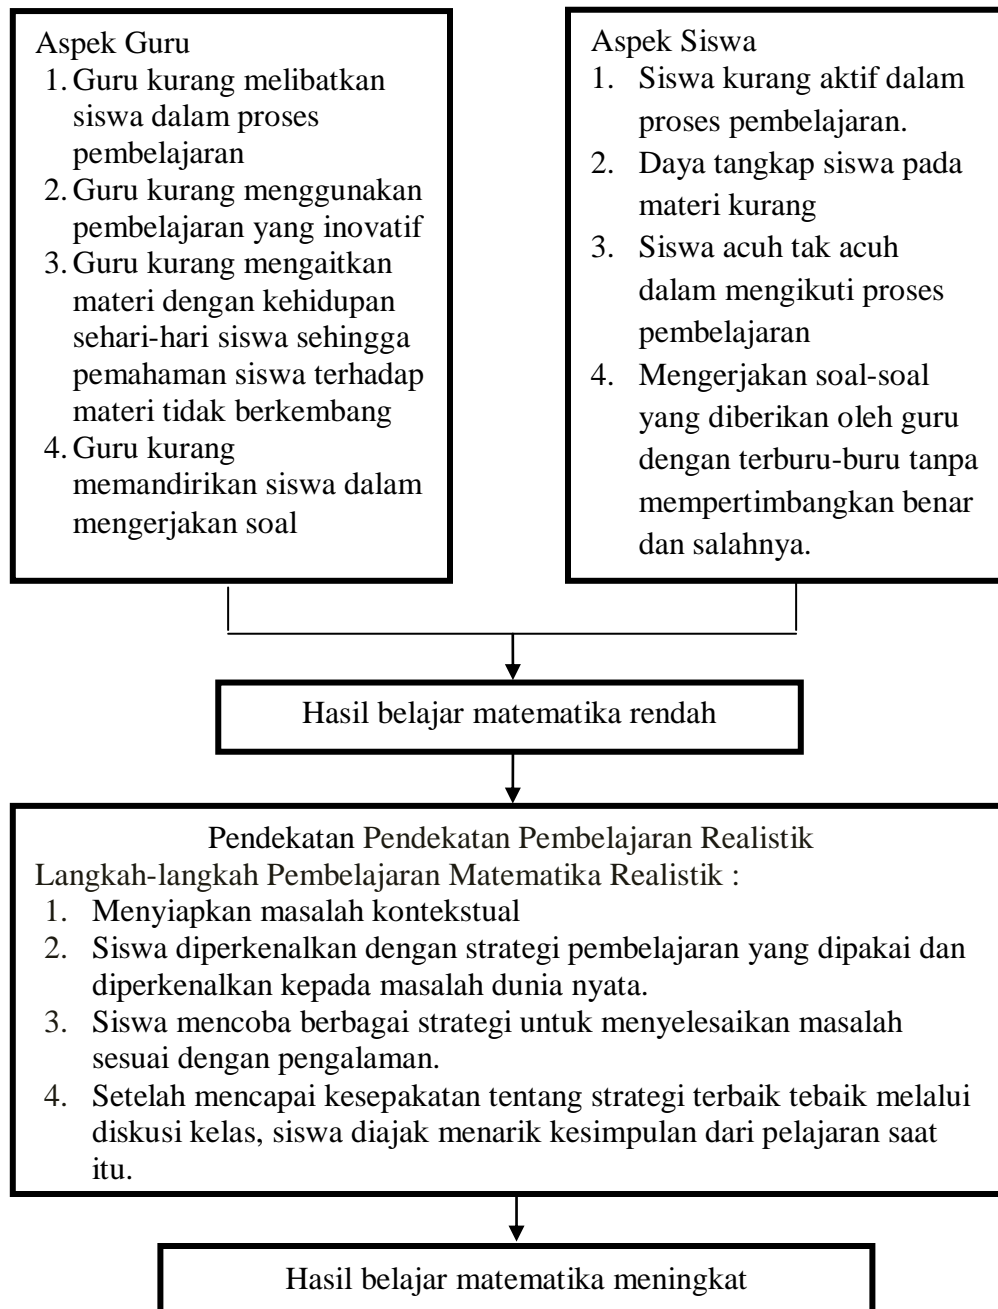 Aspek Guru
1. Guru kurang melibatkan
siswa dalam proses
pembelajaran
2. Guru kurang menggunakan
pembelajaran yang inovatif
3. Guru kurang mengaitkan
materi dengan kehidupan
sehari-hari siswa sehingga
pemahaman siswa terhadap
materi tidak berkembang
4. Guru kurang
memandirikan siswa dalam
mengerjakan soal
Aspek Siswa
1. Siswa kurang aktif dalam
proses pembelajaran.
2. Daya tangkap siswa pada
materi kurang
3. Siswa acuh tak acuh
dalam mengikuti proses
pembelajaran
4. Mengerjakan soal-soal
yang diberikan oleh guru
dengan terburu-buru tanpa
mempertimbangkan benar
dan salahnya.
Hasil belajar matematika rendah
Pendekatan Pendekatan Pembelajaran Realistik
Langkah-langkah Pembelajaran Matematika Realistik :
1. Menyiapkan masalah kontekstual
2. Siswa diperkenalkan dengan strategi pembelajaran yang dipakai dan
diperkenalkan kepada masalah dunia nyata.
3. Siswa mencoba berbagai strategi untuk menyelesaikan masalah
sesuai dengan pengalaman.
4. Setelah mencapai kesepakatan tentang strategi terbaik tebaik melalui
diskusi kelas, siswa diajak menarik kesimpulan dari pelajaran saat
itu.
Hasil belajar matematika meningkat